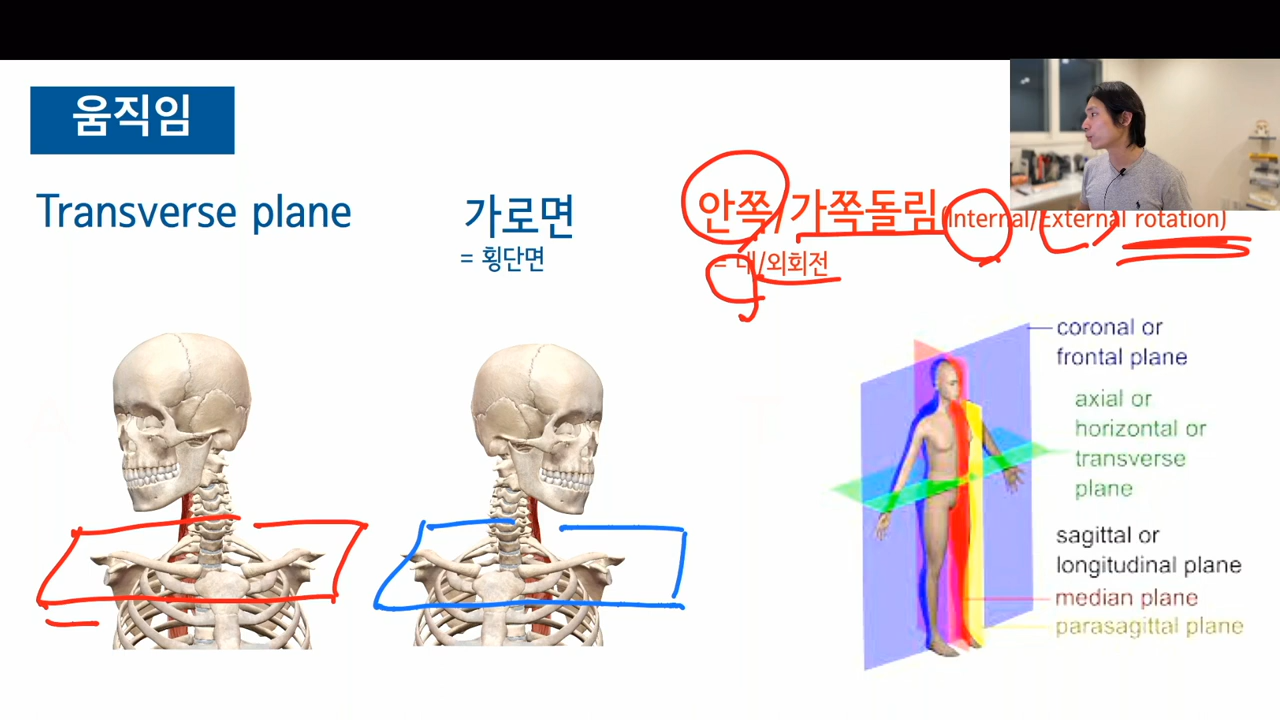 움직임
Transverse plane
가로면
= 횡단면
안쪽/가쪽돌림(Internal/External rotation)
= 내/외회전
coronal or
frontal plane
axial or
horizontal or
transverse
plane
sagittal or
longitudinal plane
median plane
parasagittal plane